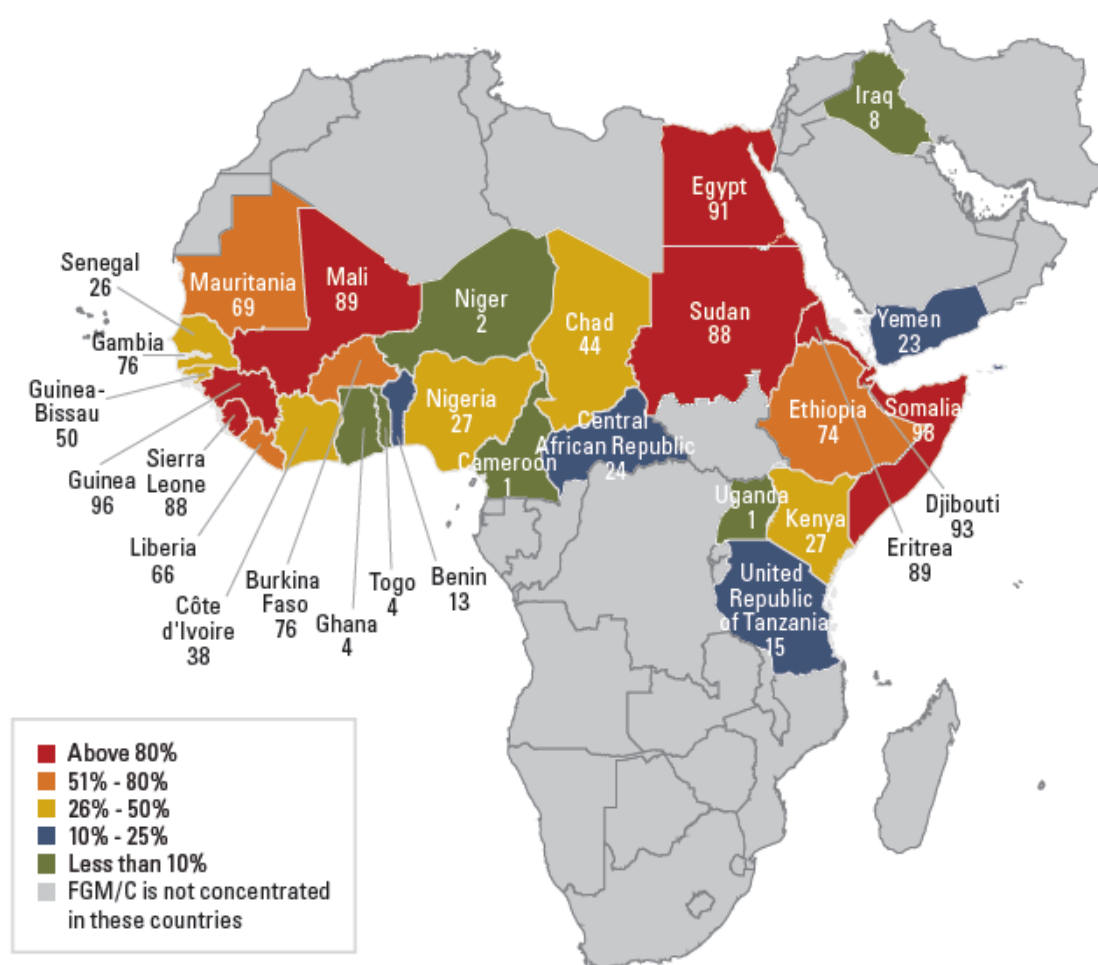 Iraq
8
Egypt
91
Senegal
26
Mauritania
69
Mali
89
Niger
2
Chad
44
Sudan
88
Yemen
23
Gambia
76
Guinea-
Bissau
50
Nigeria
27
Ethiopia
74
Somalia
98
Central
African Republic
24
Cameroon
1
Guinea
96
Sierra
Leone
88
Uganda
1
Kenya
27
Djibouti
93
Eritrea
89
Liberia
66
Côte
d'Ivoire
38
Burkina
Faso
76
Ghana
4
Togo
4
Benin
13
United
Republic
of Tanzania
15
Above 80%
51% - 80%
26% - 50%
10% - 25%
Less than 10%
FGM/C is not concentrated
in these countries